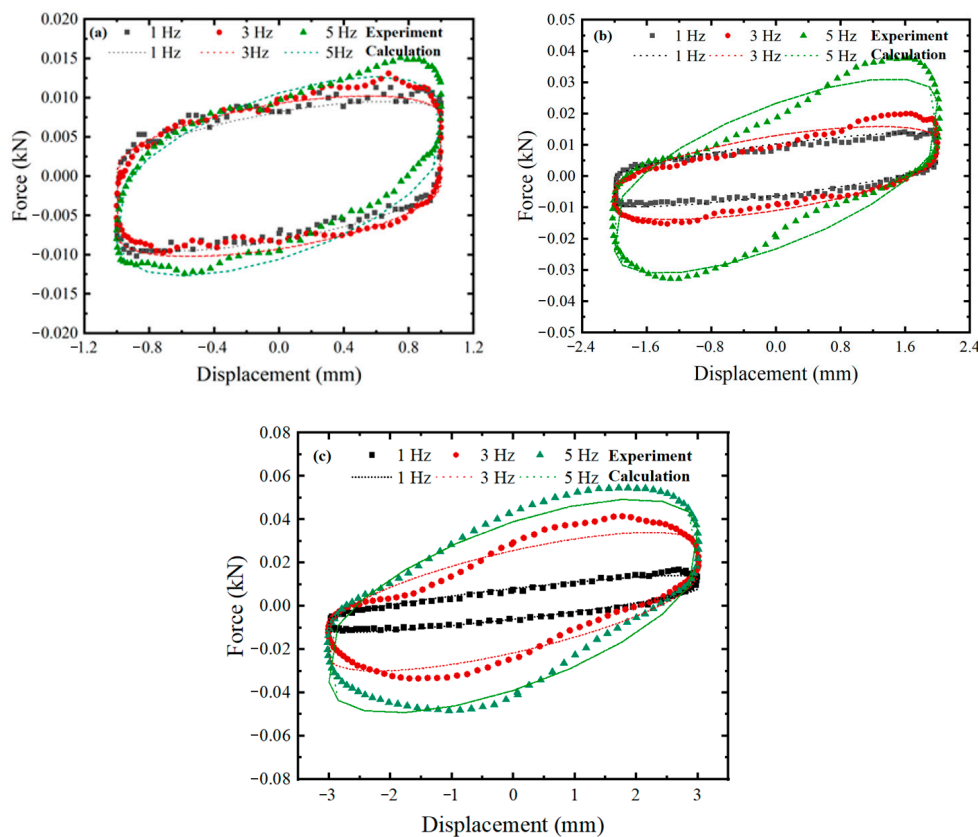 (a) 1 Hz 3 Hz 5 Hz Experiment
1 Hz 3Hz 5Hz Calculation
0.020
0.015
0.010
0.005
0.000
−0.005
−0.010
−0.015
−0.020
Force (kN)
−1.2 −0.8 −0.4 0.0 0.4 0.8 1.2
Displacement (mm)
(b) 1 Hz 3 Hz 5 Hz Experiment
1 Hz 3 Hz 5 Hz Calculation
0.05
0.04
0.03
0.02
0.01
0.00
−0.01
−0.02
−0.03
−0.04
−0.05
Force (kN)
−2.4 −1.6 −0.8 0.0 0.8 1.6 2.4
Displacement (mm)
(c) 1 Hz 3 Hz 5 Hz Experiment
1 Hz 3 Hz 5 Hz Calculation
0.08
0.06
0.04
0.02
0.00
−0.02
−0.04
−0.06
−0.08
Force (kN)
−3 −2 −1 0 1 2 3
Displacement (mm)